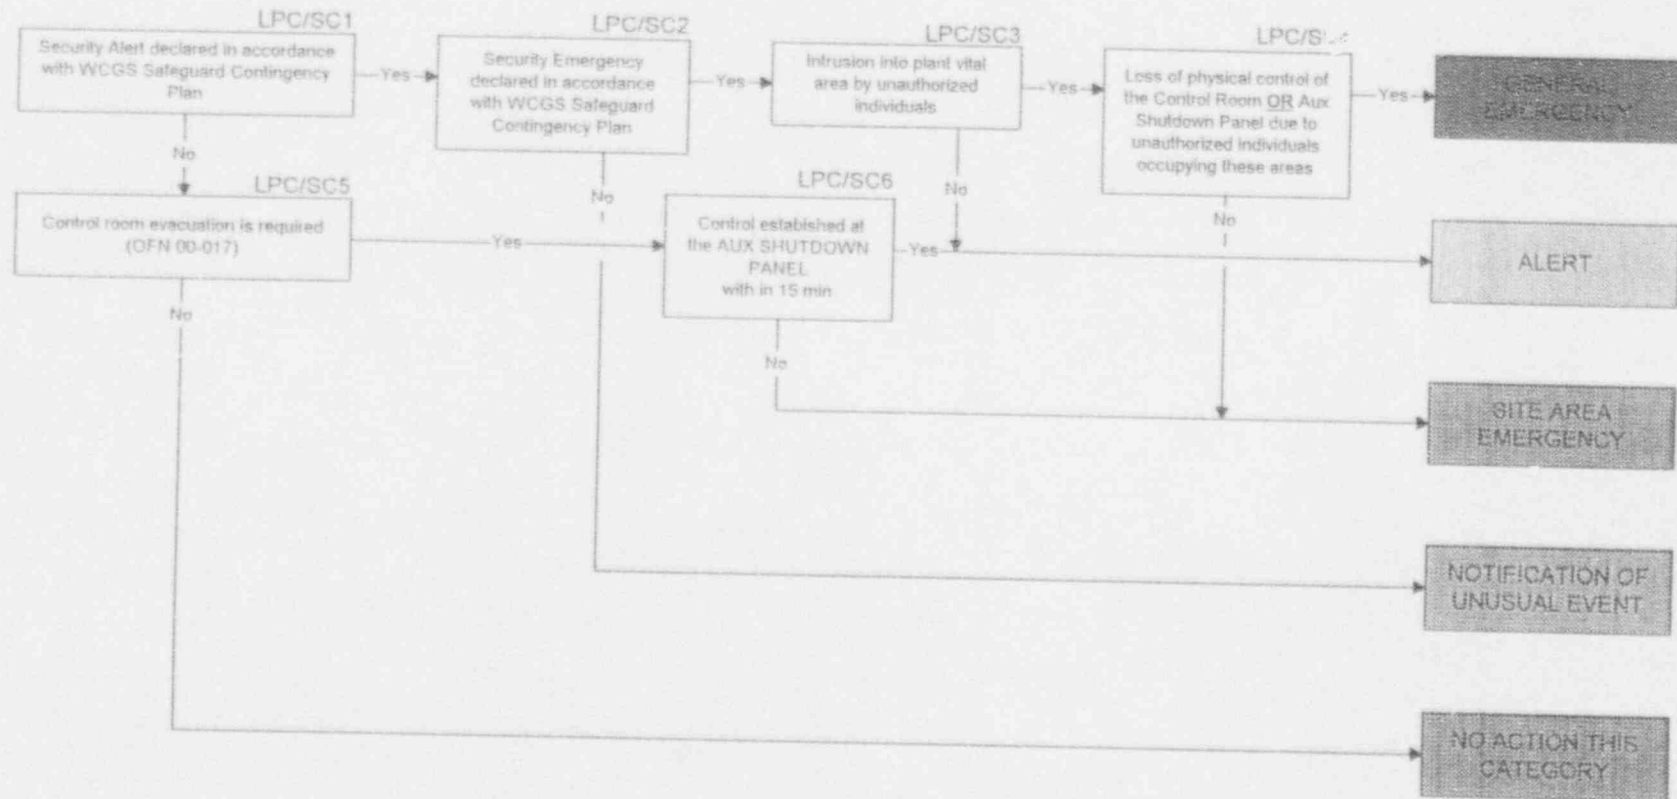 LPC/SC1
Security Alert declared in accordance
with WCGS Safeguard Contingency
Plan
Yes
No
LPC/SC2
Security Emergency
declared in accordance
with WCGS Safeguard
Contingency Plan
Yes
No
LPC/SC3
Intrusion into plant vital
area by unauthorized
individuals
Yes
No
Loss of physical control of
the Control Room OR Aux
Shutdown Panel due to
unauthorized individuals
occupying these areas
Yes
No
GENERAL
EMERGENCY
LPC/SC5
Control room evacuation is required
(OFN 00-017)
Yes
No
LPC/SC6
Control established at
the AUX SHUTDOWN
PANEL
with in 15 min
Yes
No
ALERT
SITE AREA
EMERGENCY
NOTIFICATION OF
UNUSUAL EVENT
NO ACTION THIS
CATEGORY